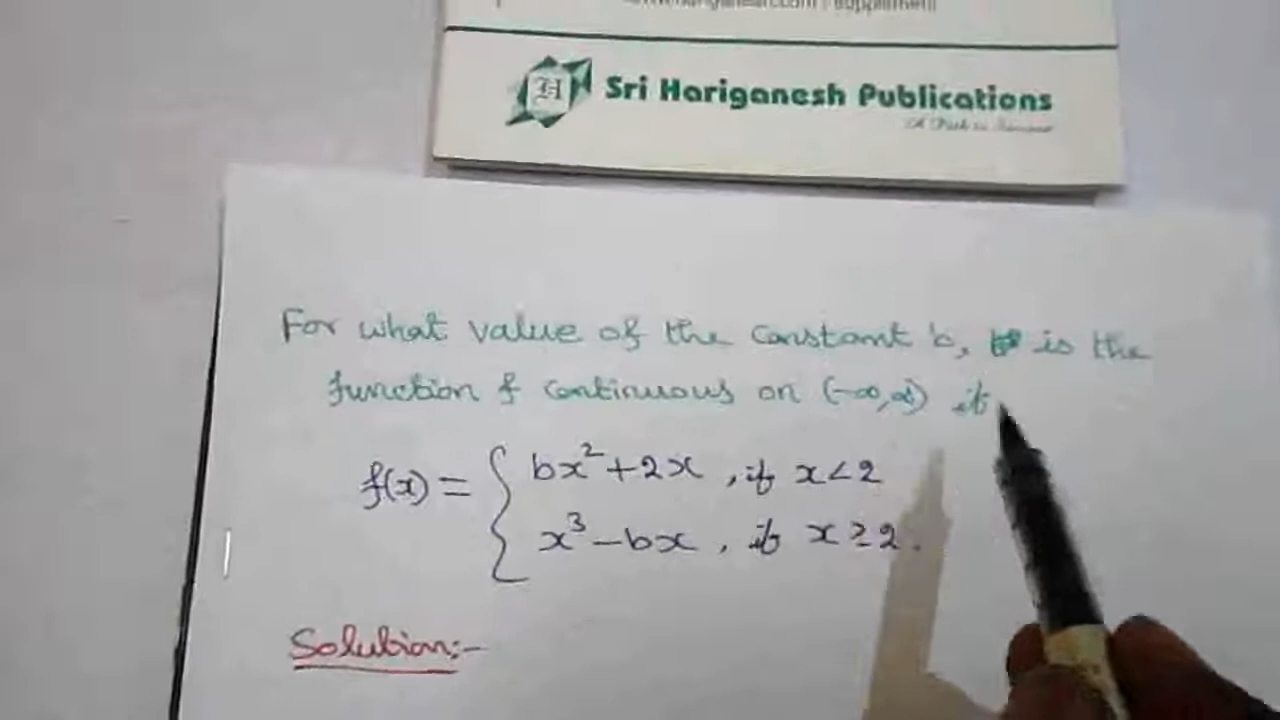 Sri Hariganesh Publications
For what value of the constant b, is the
function f continuous on (-∞,∞) if
f(x) = { bx² + 2x , if x < 2
x³ - bx , if x ≥ 2.
Solution:-